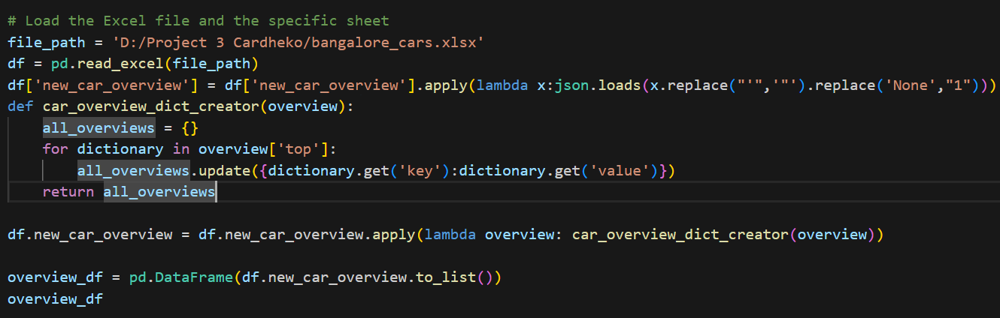 # Load the Excel file and the specific sheet
file_path = 'D:/Project 3 Cardheko/bangalore_cars.xlsx'
df = pd.read_excel(file_path)
df['new_car_overview'] = df['new_car_overview'].apply(lambda x:json.loads(x.replace("'",'"').replace('None',"1")))
def car_overview_dict_creator(overview):
    all_overviews = {}
    for dictionary in overview['top']:
        all_overviews.update({dictionary.get('key'):dictionary.get('value')})
    return all_overviews
df.new_car_overview = df.new_car_overview.apply(lambda overview: car_overview_dict_creator(overview))
overview_df = pd.DataFrame(df.new_car_overview.to_list())
overview_df